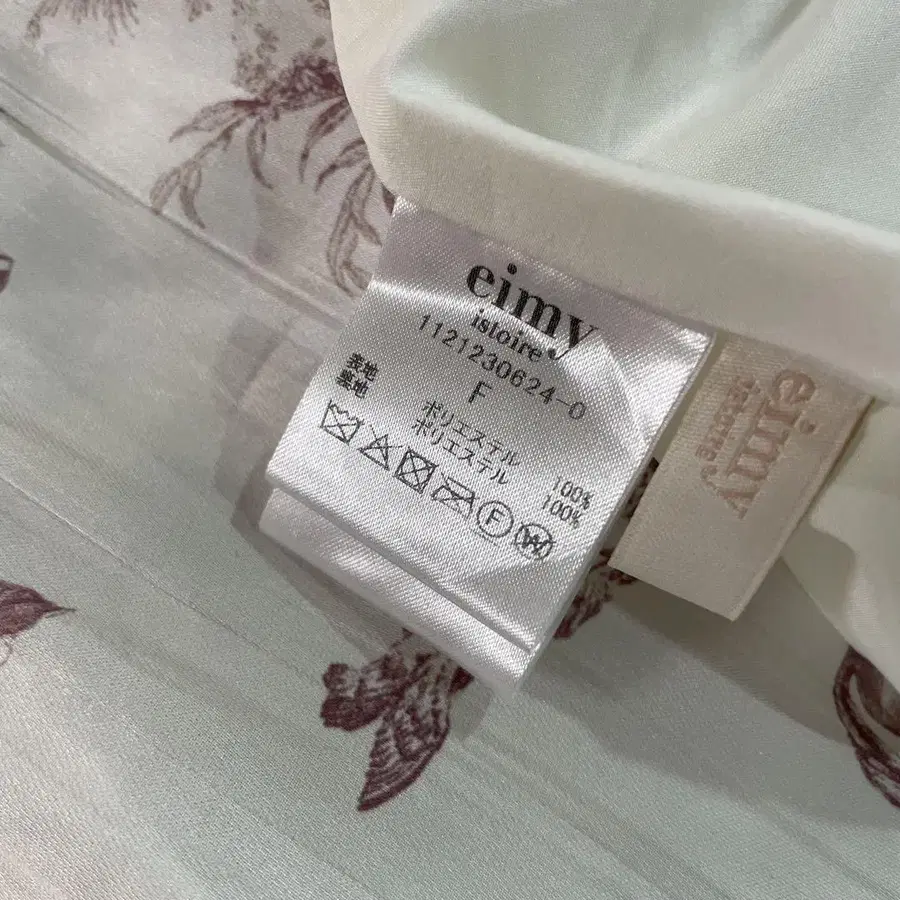 eimy
istoire
1121230624-0
F
表地 ポリエステル 100%
裏地 ポリエステル 100%
F
W
eimy
istoire